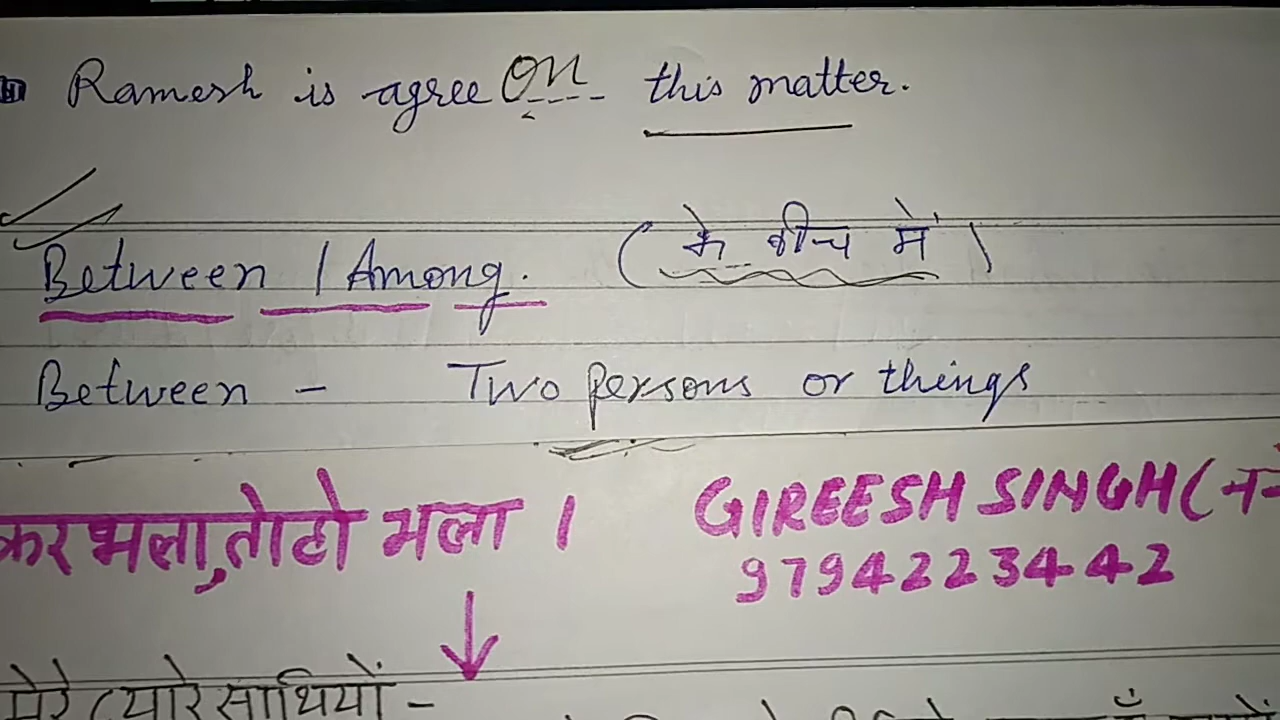 Ramesh is agree ON this matter.
Between / Among. (के बीच में)
Between - Two persons or things
कर भला, तो हो भला । GIREESH SINGH (
9794223442
मेरे प्यारे साथियों -